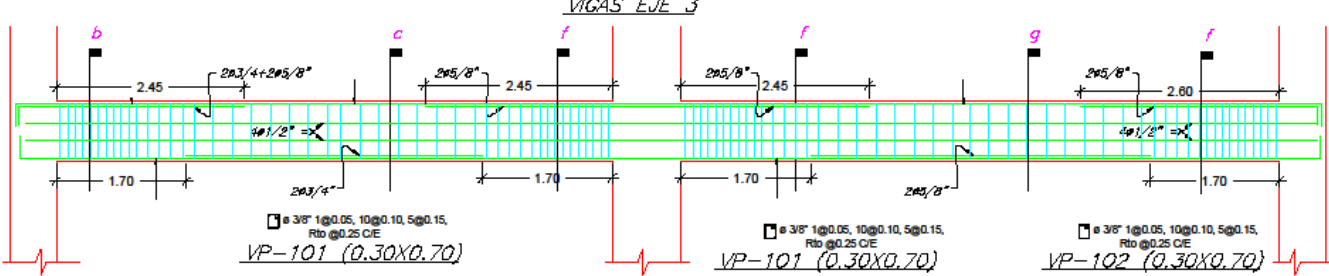 VIGAS EJE 3
b c f f g f
2ø3/4+2ø5/8" 2ø5/8" 2ø5/8" 2ø5/8"
2.45 2.45 2.45 2.60
4ø1/2" 4ø1/2"
1.70 1.70 1.70 1.70
2ø3/4" 2ø5/8"
ø 3/8" 1@0.05, 10@0.10, 5@0.15,
Rto @0.25 C/E
VP-101 (0.30X0.70)
ø 3/8" 1@0.05, 10@0.10, 5@0.15,
Rto @0.25 C/E
VP-101 (0.30X0.70)
ø 3/8" 1@0.05, 10@0.10, 5@0.15,
Rto @0.25 C/E
VP-102 (0.30X0.70)